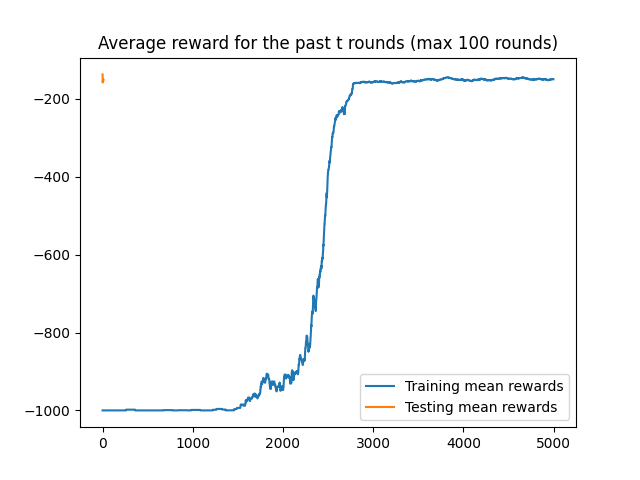 Average reward for the past t rounds (max 100 rounds)
−200
−400
−600
−800
−1000
0 1000 2000 3000 4000 5000
Training mean rewards
Testing mean rewards